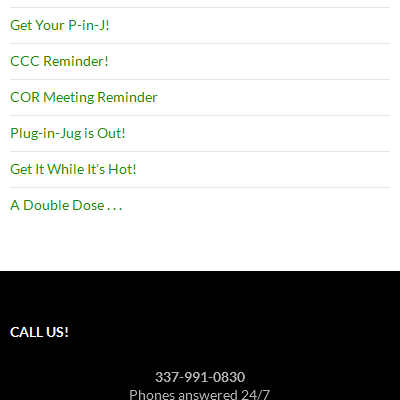 Get Your P-in-J!
CCC Reminder!
COR Meeting Reminder
Plug-in-Jug is Out!
Get It While It's Hot!
A Double Dose . . .
CALL US!
337-991-0830
Phones answered 24/7